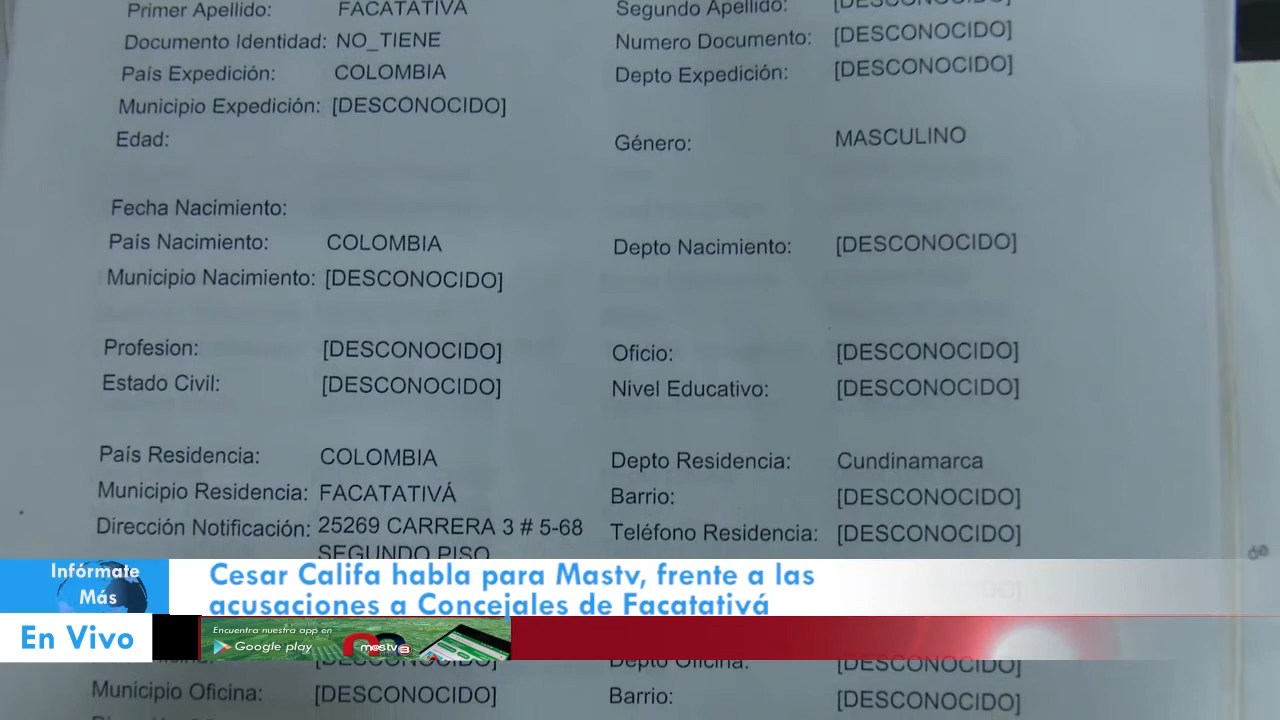 Primer Apellido: FACATATIVA Segundo Apellido: [DESCONOCIDO]
Documento Identidad: NO_TIENE Numero Documento: [DESCONOCIDO]
País Expedición: COLOMBIA Depto Expedición: [DESCONOCIDO]
Municipio Expedición: [DESCONOCIDO]
Edad: Género: MASCULINO
Fecha Nacimiento:
País Nacimiento: COLOMBIA Depto Nacimiento: [DESCONOCIDO]
Municipio Nacimiento: [DESCONOCIDO]
Profesion: [DESCONOCIDO] Oficio: [DESCONOCIDO]
Estado Civil: [DESCONOCIDO] Nivel Educativo: [DESCONOCIDO]
País Residencia: COLOMBIA Depto Residencia: Cundinamarca
Municipio Residencia: FACATATIVÁ Barrio: [DESCONOCIDO]
Dirección Notificación: 25269 CARRERA 3 # 5-68 Teléfono Residencia: [DESCONOCIDO]
SEGUNDO PISO
Infórmate
Más
Cesar Califa habla para Mastv, frente a las
acusaciones a Concejales de Facatativá
En Vivo
Encuentra nuestra app en
Google play
mastv
[DESCONOCIDO] Depto Oficina: [DESCONOCIDO]
Municipio Oficina: [DESCONOCIDO] Barrio: [DESCONOCIDO]